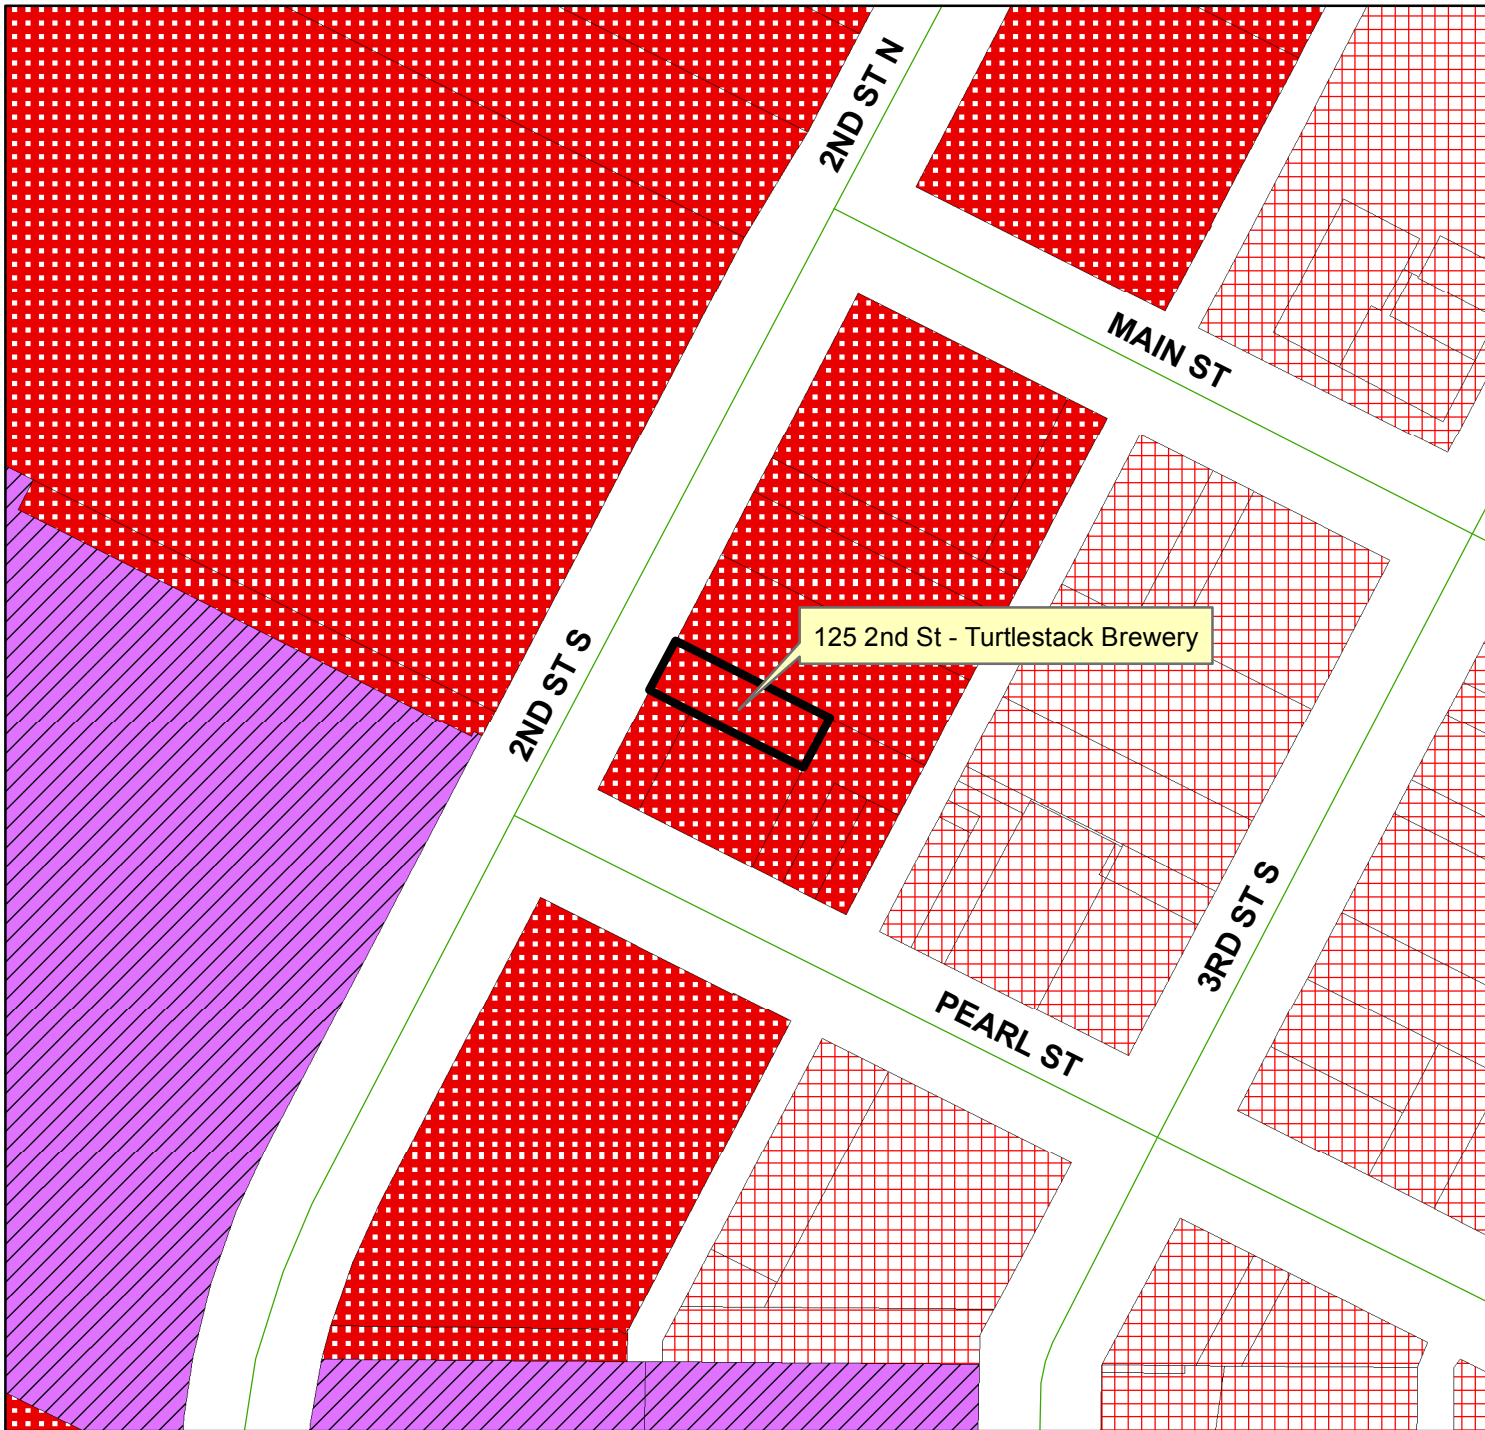 2ND ST N
MAIN ST
125 2nd St - Turtlestack Brewery
2ND ST S
3RD ST S
PEARL ST